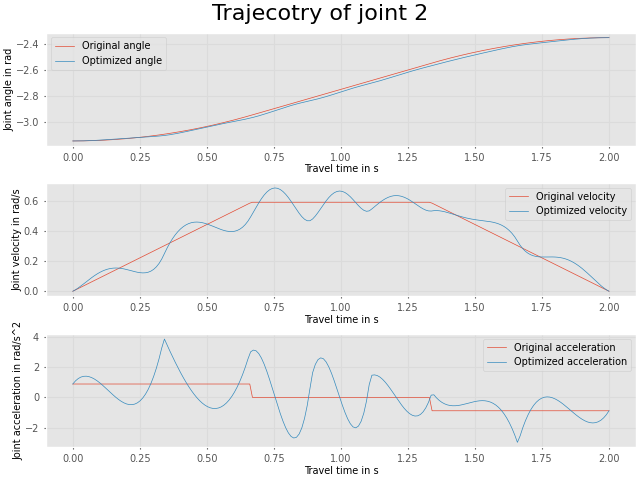 Trajecotry of joint 2
Joint angle in rad
−2.4
−2.6
−2.8
−3.0
Original angle
Optimized angle
0.00 0.25 0.50 0.75 1.00 1.25 1.50 1.75 2.00
Travel time in s
Joint velocity in rad/s
0.6
0.4
0.2
0.0
Original velocity
Optimized velocity
0.00 0.25 0.50 0.75 1.00 1.25 1.50 1.75 2.00
Travel time in s
Joint acceleration in rad/s^2
4
2
0
−2
Original acceleration
Optimized acceleration
0.00 0.25 0.50 0.75 1.00 1.25 1.50 1.75 2.00
Travel time in s